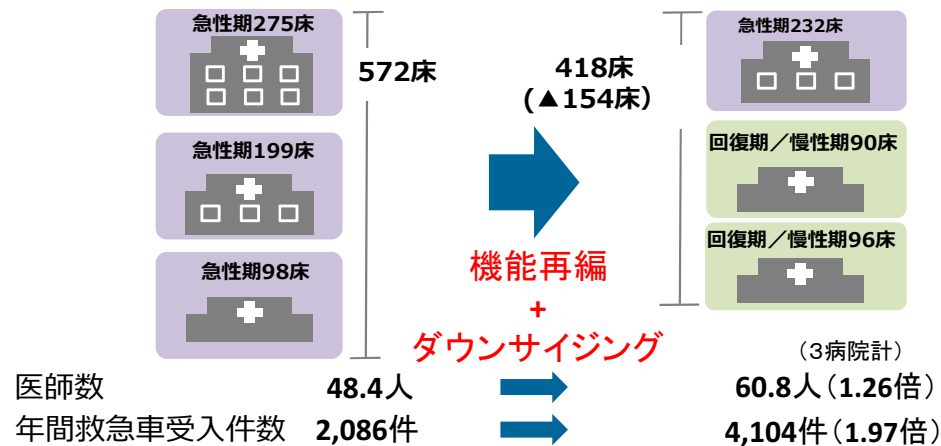 急性期275床
572床
急性期199床
急性期98床
418床
(▲154床）
機能再編
+
ダウンサイジング
急性期232床
回復期／慢性期90床
回復期／慢性期96床
（３病院計）
医師数 48.4人 60.8人（1.26倍）
年間救急車受入件数 2,086件 4,104件（1.97倍）